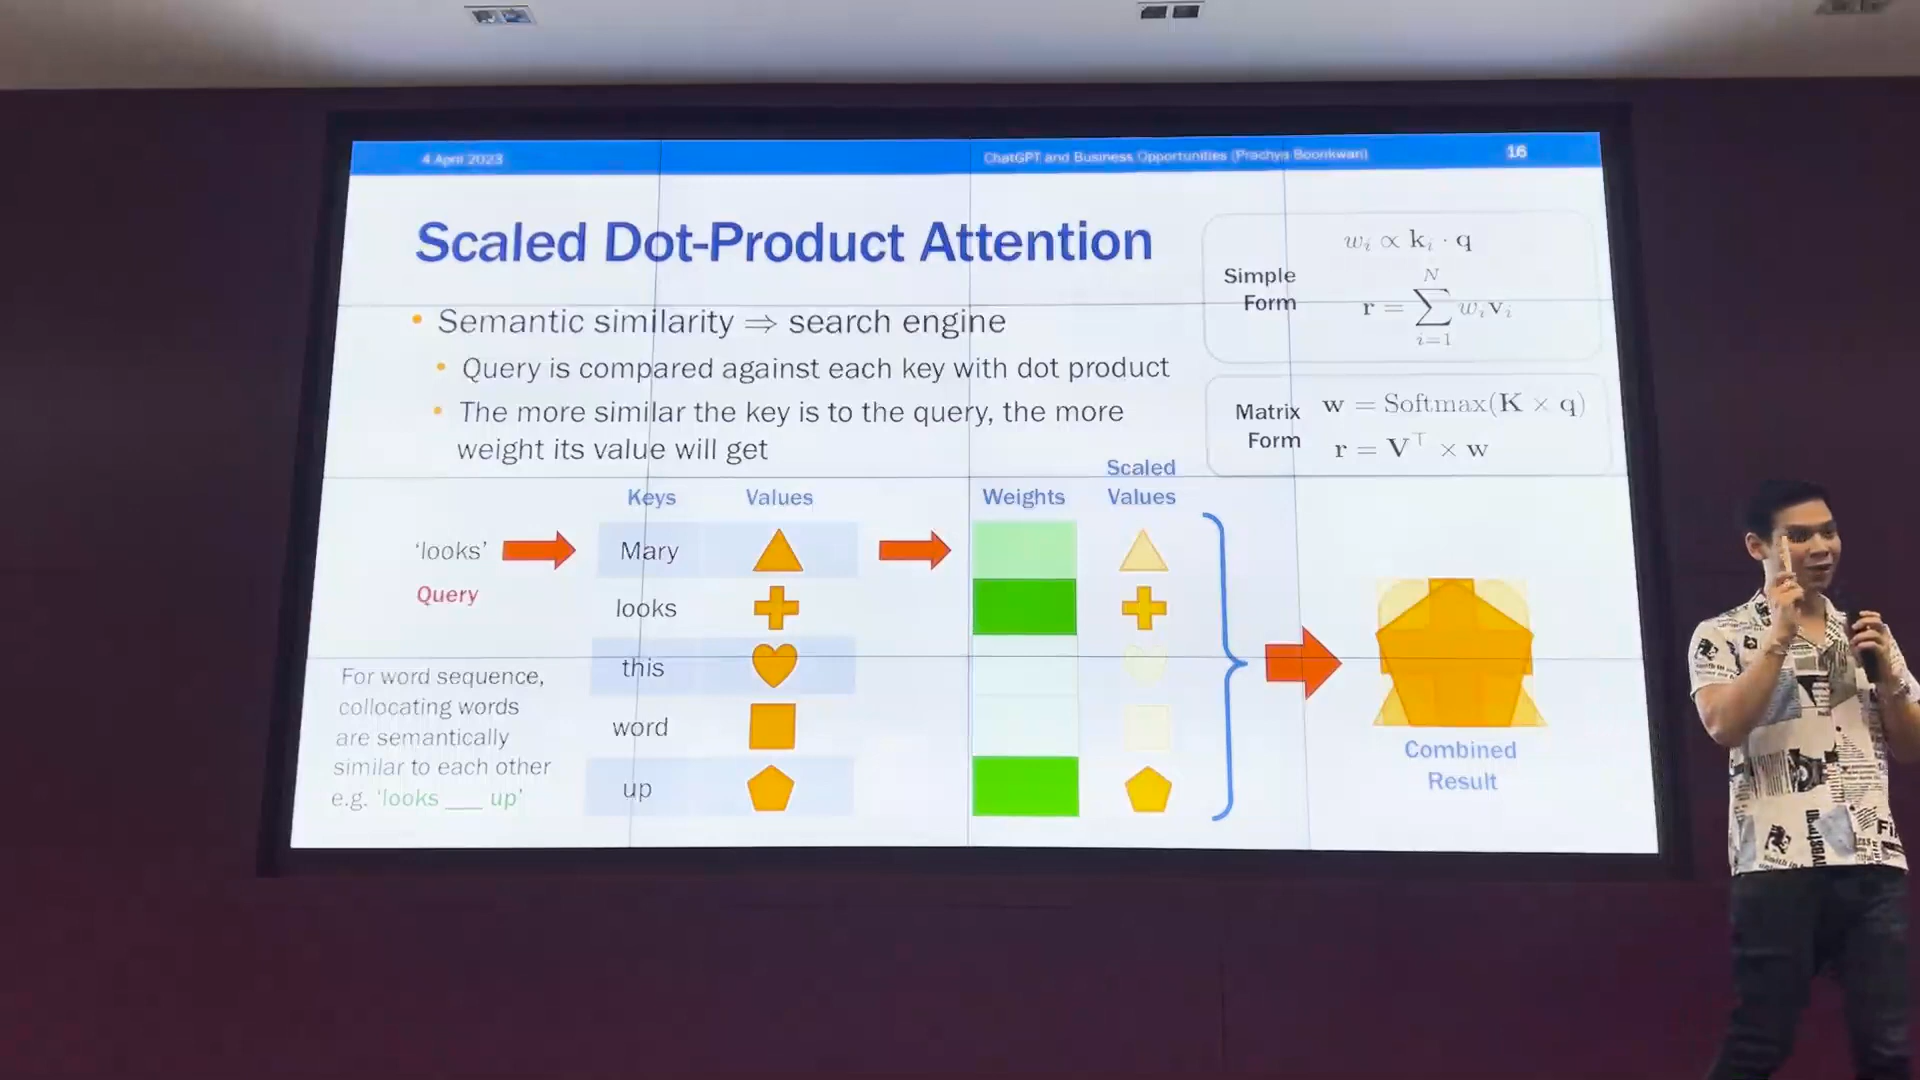 4 April 2023
ChatGPT and Business Opportunities (Prachya Boonkwan)
16
Scaled Dot-Product Attention
• Semantic similarity ⇒ search engine
• Query is compared against each key with dot product
• The more similar the key is to the query, the more
weight its value will get
Simple
Form
wᵢ ∝ kᵢ · q
r = ∑ᵢ₌₁ᴺ wᵢvᵢ
Matrix
Form
w = Softmax(K × q)
r = V⊤ × w
Keys
Values
Weights
Scaled
Values
‘looks’
Query
Mary
looks
this
word
up
For word sequence,
collocating words
are semantically
similar to each other
e.g. ‘looks ___ up’
Combined
Result